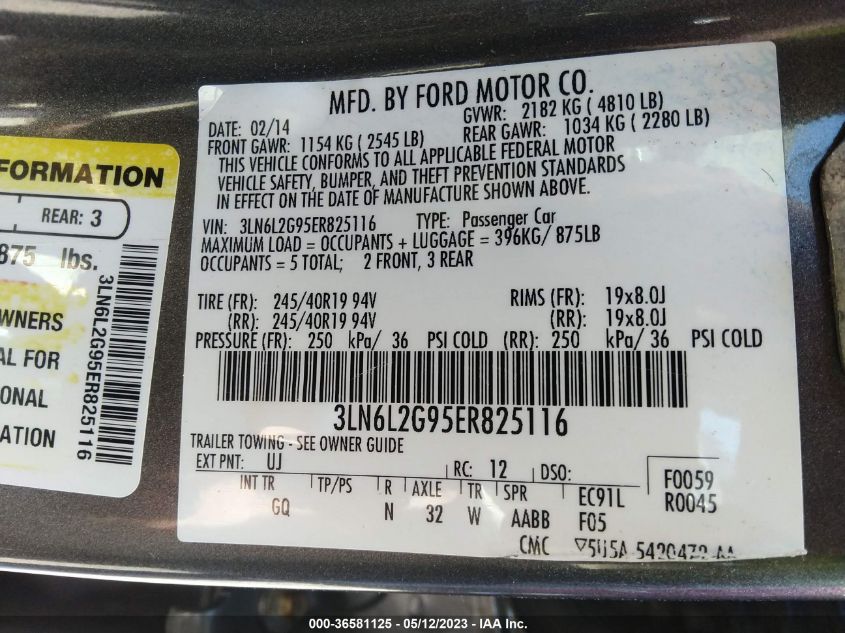 MFD. BY FORD MOTOR CO.
DATE: 02/14 GVWR: 2182 KG ( 4810 LB)
FRONT GAWR: 1154 KG ( 2545 LB) REAR GAWR: 1034 KG ( 2280 LB)
THIS VEHICLE CONFORMS TO ALL APPLICABLE FEDERAL MOTOR
VEHICLE SAFETY, BUMPER, AND THEFT PREVENTION STANDARDS
IN EFFECT ON THE DATE OF MANUFACTURE SHOWN ABOVE.
VIN: 3LN6L2G95ER825116 TYPE: Passenger Car
MAXIMUM LOAD = OCCUPANTS + LUGGAGE = 396KG/ 875LB
OCCUPANTS = 5 TOTAL; 2 FRONT, 3 REAR
TIRE (FR): 245/40R19 94V RIMS (FR): 19x8.0J
(RR): 245/40R19 94V (RR): 19x8.0J
PRESSURE (FR): 250 kPa/ 36 PSI COLD (RR): 250 kPa/ 36 PSI COLD
3LN6L2G95ER825116
TRAILER TOWING - SEE OWNER GUIDE
EXT PNT: UJ RC: 12 DSO: F0059
INT TR TP/PS R AXLE TR SPR EC91L R0045
GQ N 32 W AABB F05
CMC 5U5A-5420472-AA
FORMATION
REAR: 3
875 lbs.
WNERS
AL FOR
ONAL
ATION
3LN6L2G95ER825116
000-36581125 - 05/12/2023 - IAA Inc.